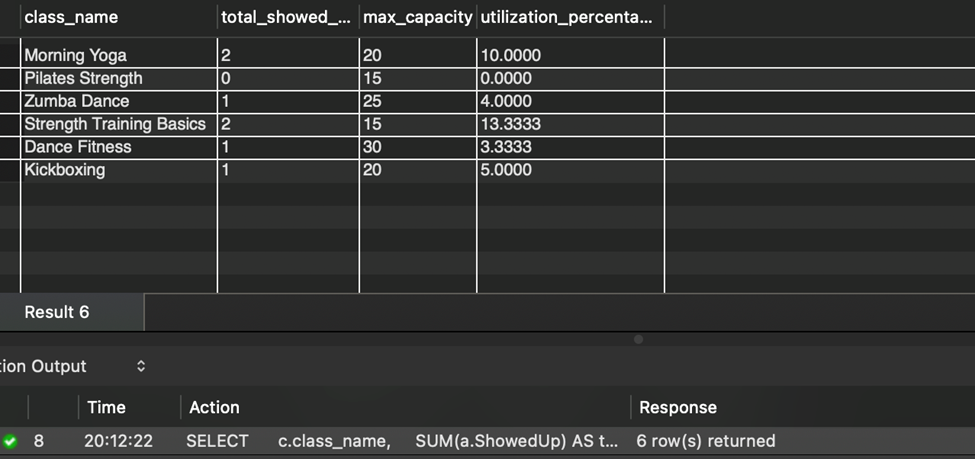 class_name total_showed_... max_capacity utilization_percenta...
Morning Yoga 2 20 10.0000
Pilates Strength 0 15 0.0000
Zumba Dance 1 25 4.0000
Strength Training Basics 2 15 13.3333
Dance Fitness 1 30 3.3333
Kickboxing 1 20 5.0000
Result 6
tion Output
Time Action Response
8 20:12:22 SELECT c.class_name, SUM(a.ShowedUp) AS t... 6 row(s) returned